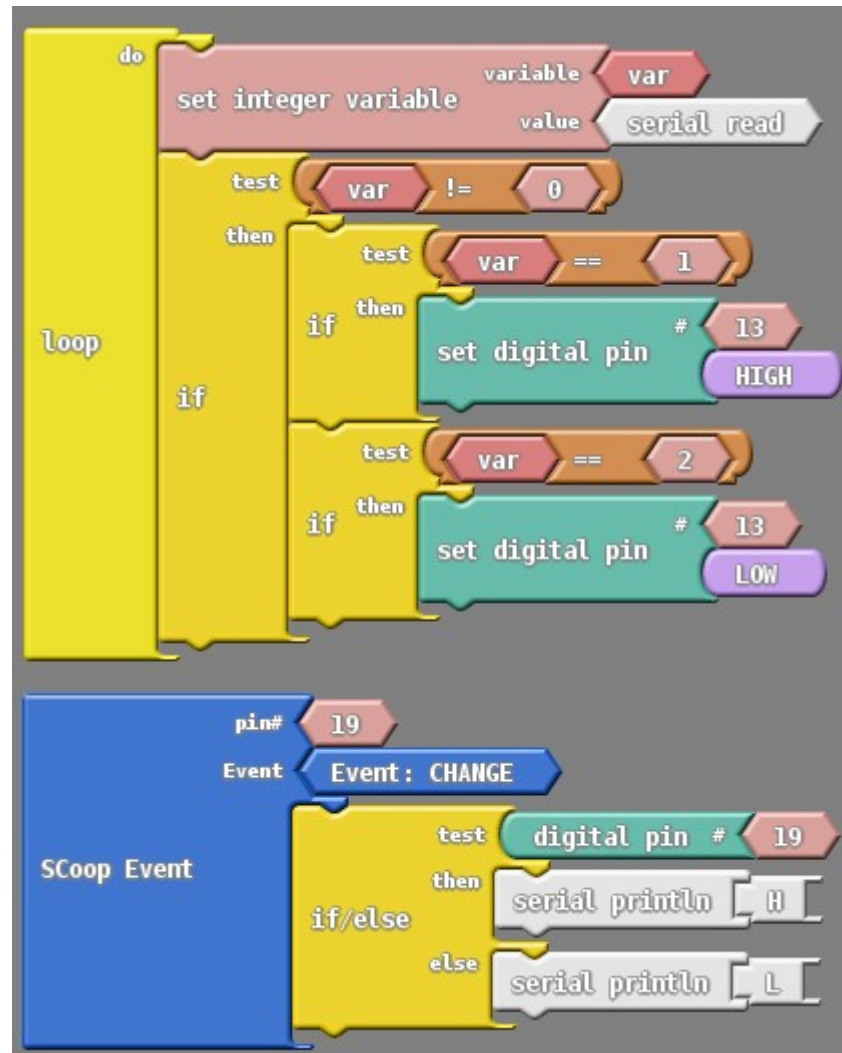 do
set integer variable variable var
value serial read
test var != 0
then test var == 1
if then
set digital pin # 13
HIGH
loop
if
test var == 2
if then
set digital pin # 13
LOW
pin# 19
Event Event: CHANGE
SCoop Event
test digital pin # 19
if/else
then serial println H
else serial println L